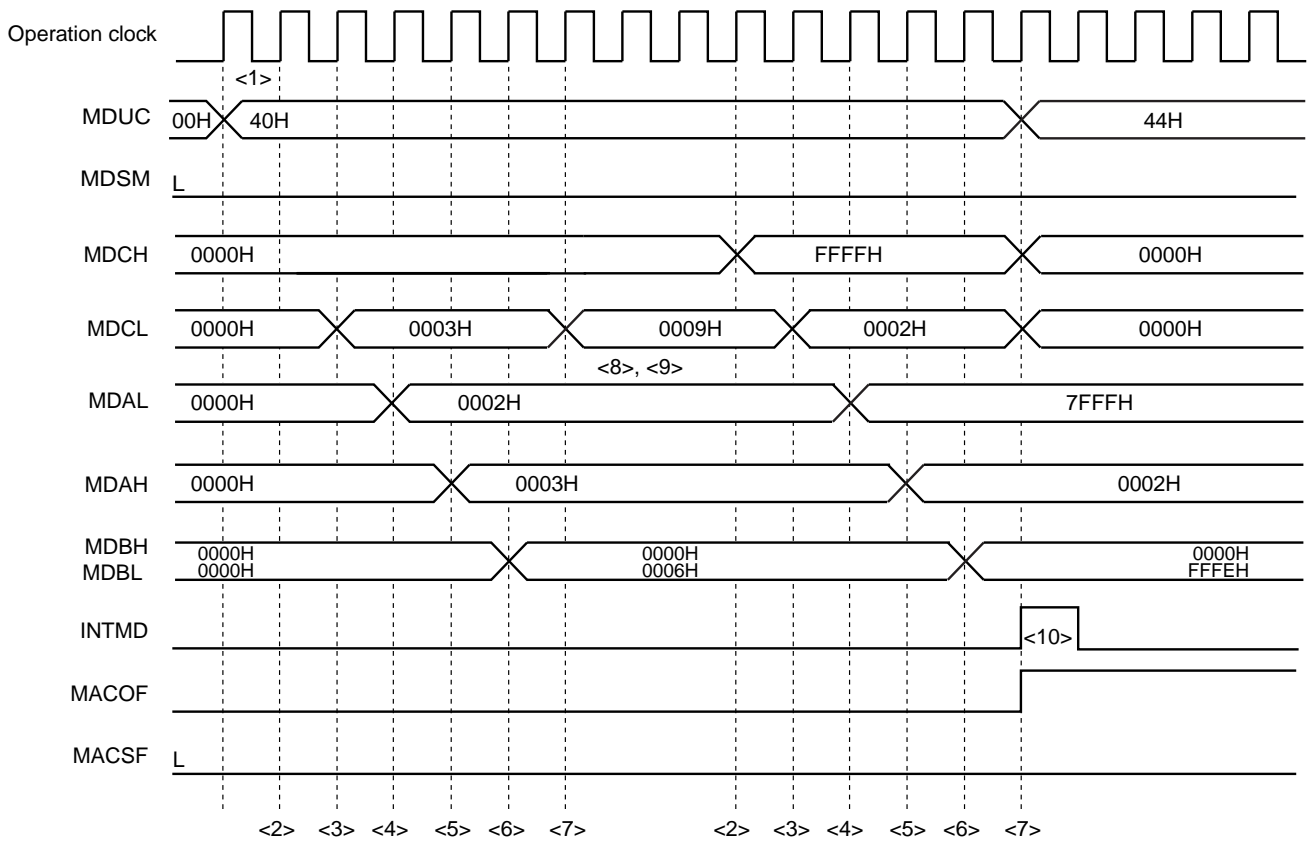 Operation clock
<1>
MDUC 00H 40H 44H
MDSM L
MDCH 0000H FFFFH 0000H
MDCL 0000H 0003H 0009H 0002H 0000H
<8>, <9>
MDAL 0000H 0002H 7FFFH
MDAH 0000H 0003H 0002H
MDBH 0000H 0000H 0000H
MDBL 0000H 0006H FFFEH
INTMD <10>
MACOF
MACSF L
<2> <3> <4> <5> <6> <7> <2> <3> <4> <5> <6> <7>